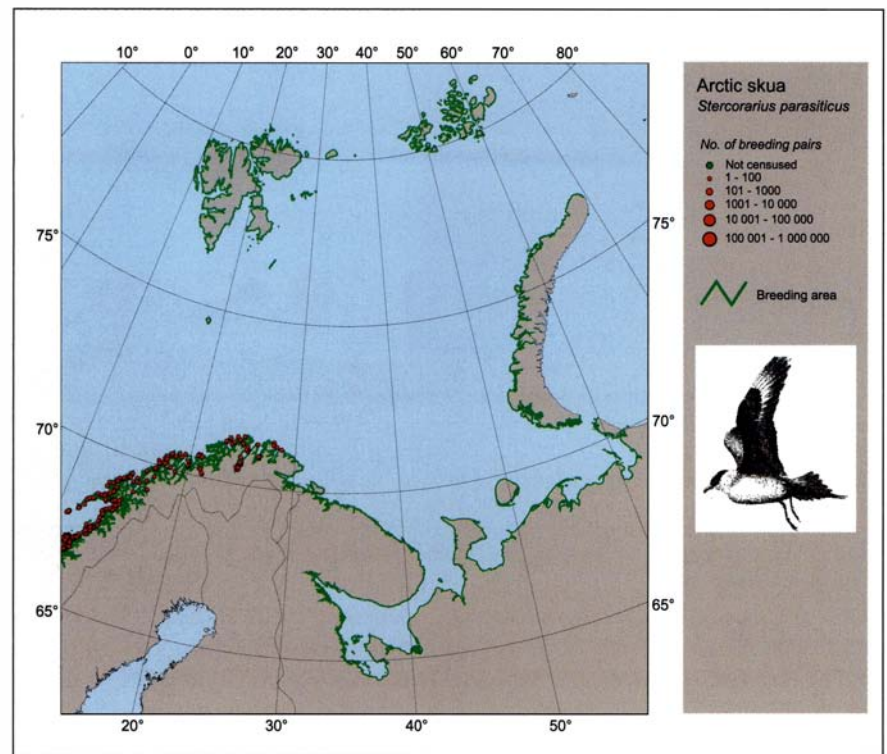 10° 0° 10° 20° 30° 40° 50° 60° 70° 80°
75°
70°
65°
75°
70°
65°
20° 30° 40° 50°
Arctic skua
Stercorarius parasiticus
No. of breeding pairs
Not censused
1 - 100
101 - 1000
1001 - 10 000
10 001 - 100 000
100 001 - 1 000 000
Breeding area